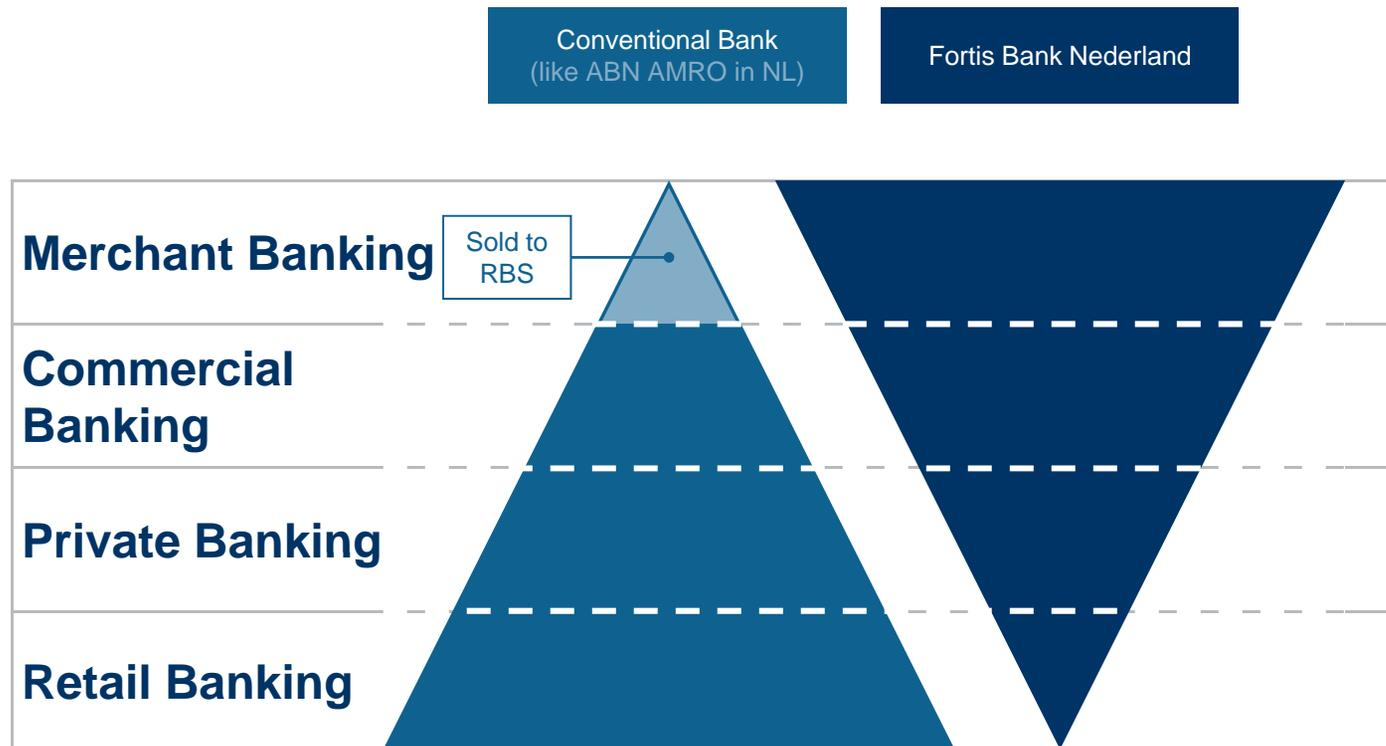 Conventional Bank
(like ABN AMRO in NL)
Fortis Bank Nederland
Merchant Banking
Sold to
RBS
Commercial
Banking
Private Banking
Retail Banking